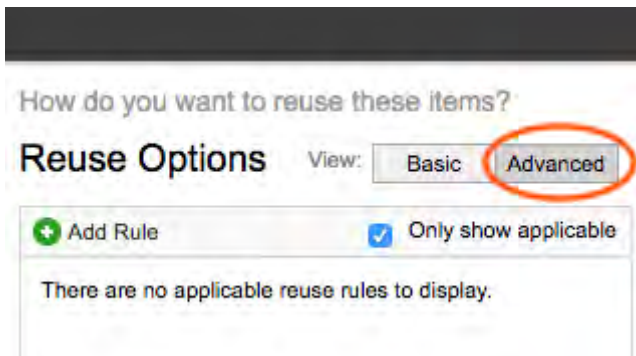 How do you want to reuse these items?
Reuse Options View: Basic Advanced
Add Rule Only show applicable
There are no applicable reuse rules to display.